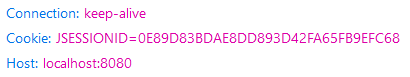 Connection: keep-alive
Cookie: JSESSIONID=0E89D83BDAE8DD893D42FA65FB9EFC68
Host: localhost:8080